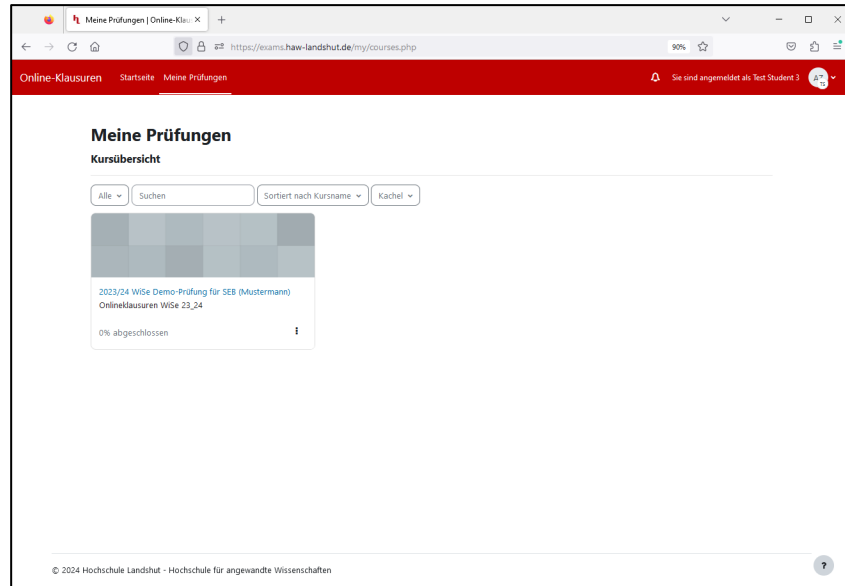 Meine Prüfungen | Online-Klau
https://exams.haw-landshut.de/my/courses.php
90%
Online-Klausuren Startseite Meine Prüfungen Sie sind angemeldet als Test Student 3 TS
Meine Prüfungen
Kursübersicht
Alle Suchen Sortiert nach Kursname Kachel
2023/24 WiSe Demo-Prüfung für SEB (Mustermann)
Onlineklausuren WiSe 23_24
0% abgeschlossen
© 2024 Hochschule Landshut - Hochschule für angewandte Wissenschaften
?